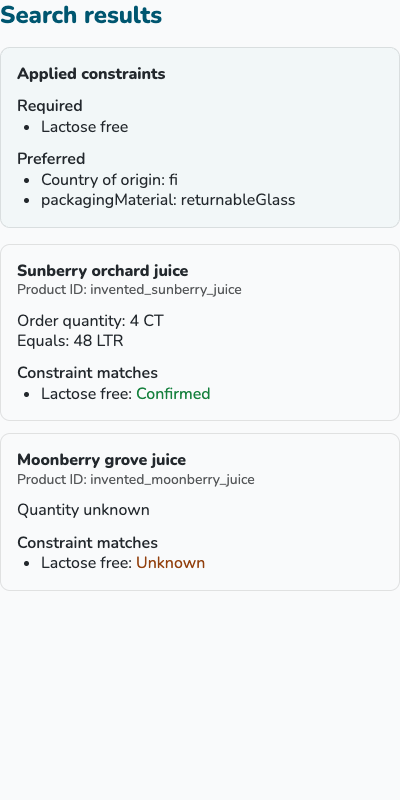 Search results
Applied constraints
Required
• Lactose free
Preferred
• Country of origin: fi
• packagingMaterial: returnableGlass
Sunberry orchard juice
Product ID: invented_sunberry_juice
Order quantity: 4 CT
Equals: 48 LTR
Constraint matches
• Lactose free: Confirmed
Moonberry grove juice
Product ID: invented_moonberry_juice
Quantity unknown
Constraint matches
• Lactose free: Unknown